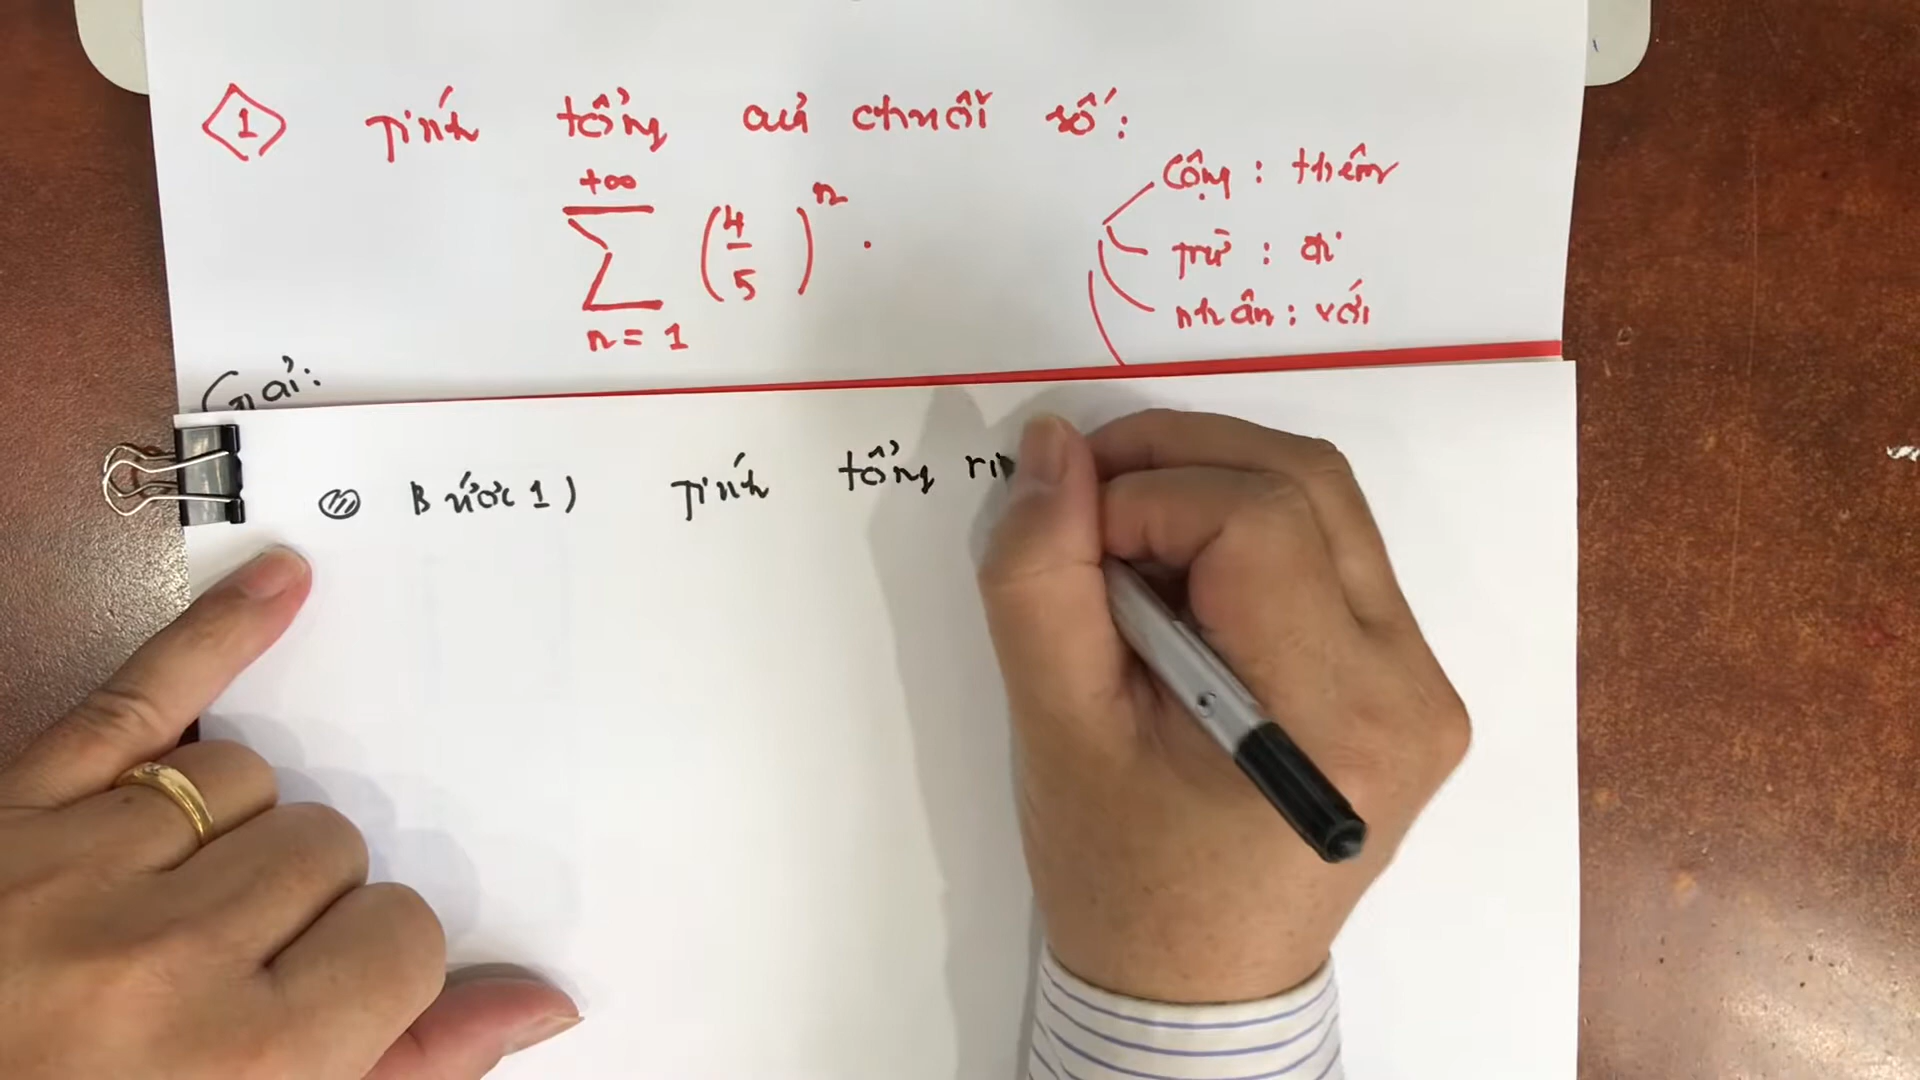 1 Tính tổng của chuỗi số:
+∞
∑ (4/5)^n .
n = 1
Cộng : thêm
Trừ : đi
nhân : với
Giải:
Bước 1) Tính tổng